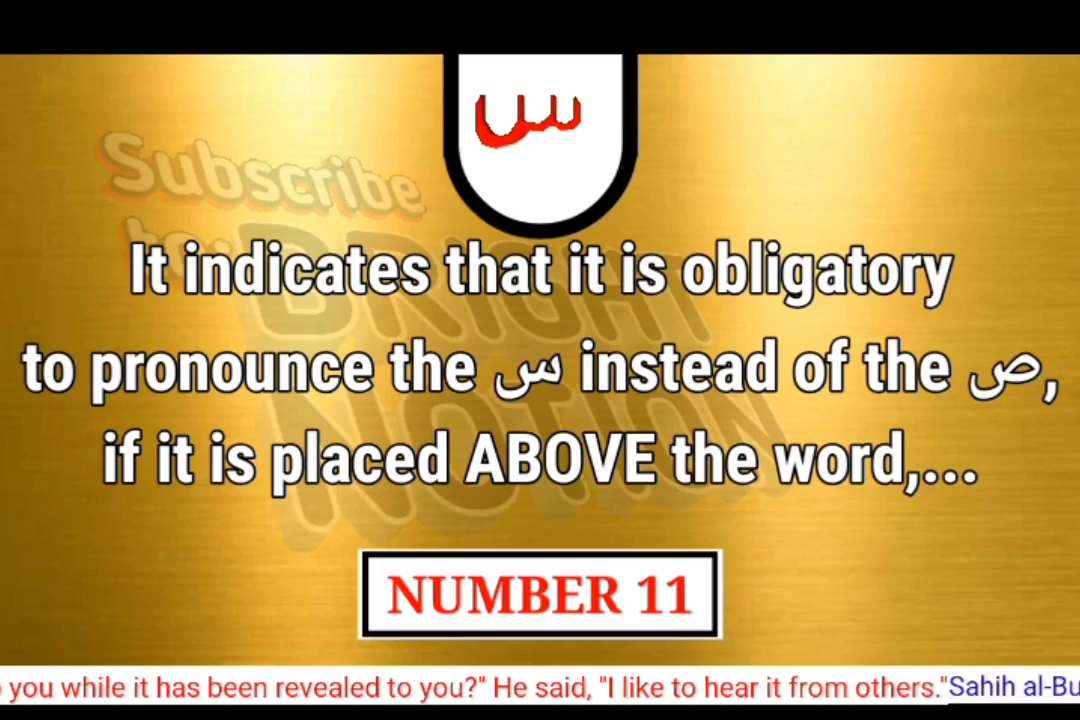 س
Subscribe
to:
BRIGHT
NOTION
It indicates that it is obligatory
to pronounce the س instead of the ص,
if it is placed ABOVE the word,...
NUMBER 11
you while it has been revealed to you?" He said, "I like to hear it from others."Sahih al-Bu